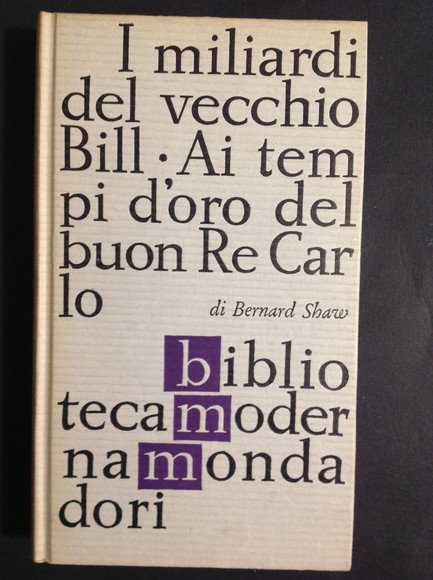 I miliardi
del vecchio
Bill · Ai tem
pi d'oro del
buon Re Car
lo
di Bernard Shaw
biblio
tecamoder
namonda
dori